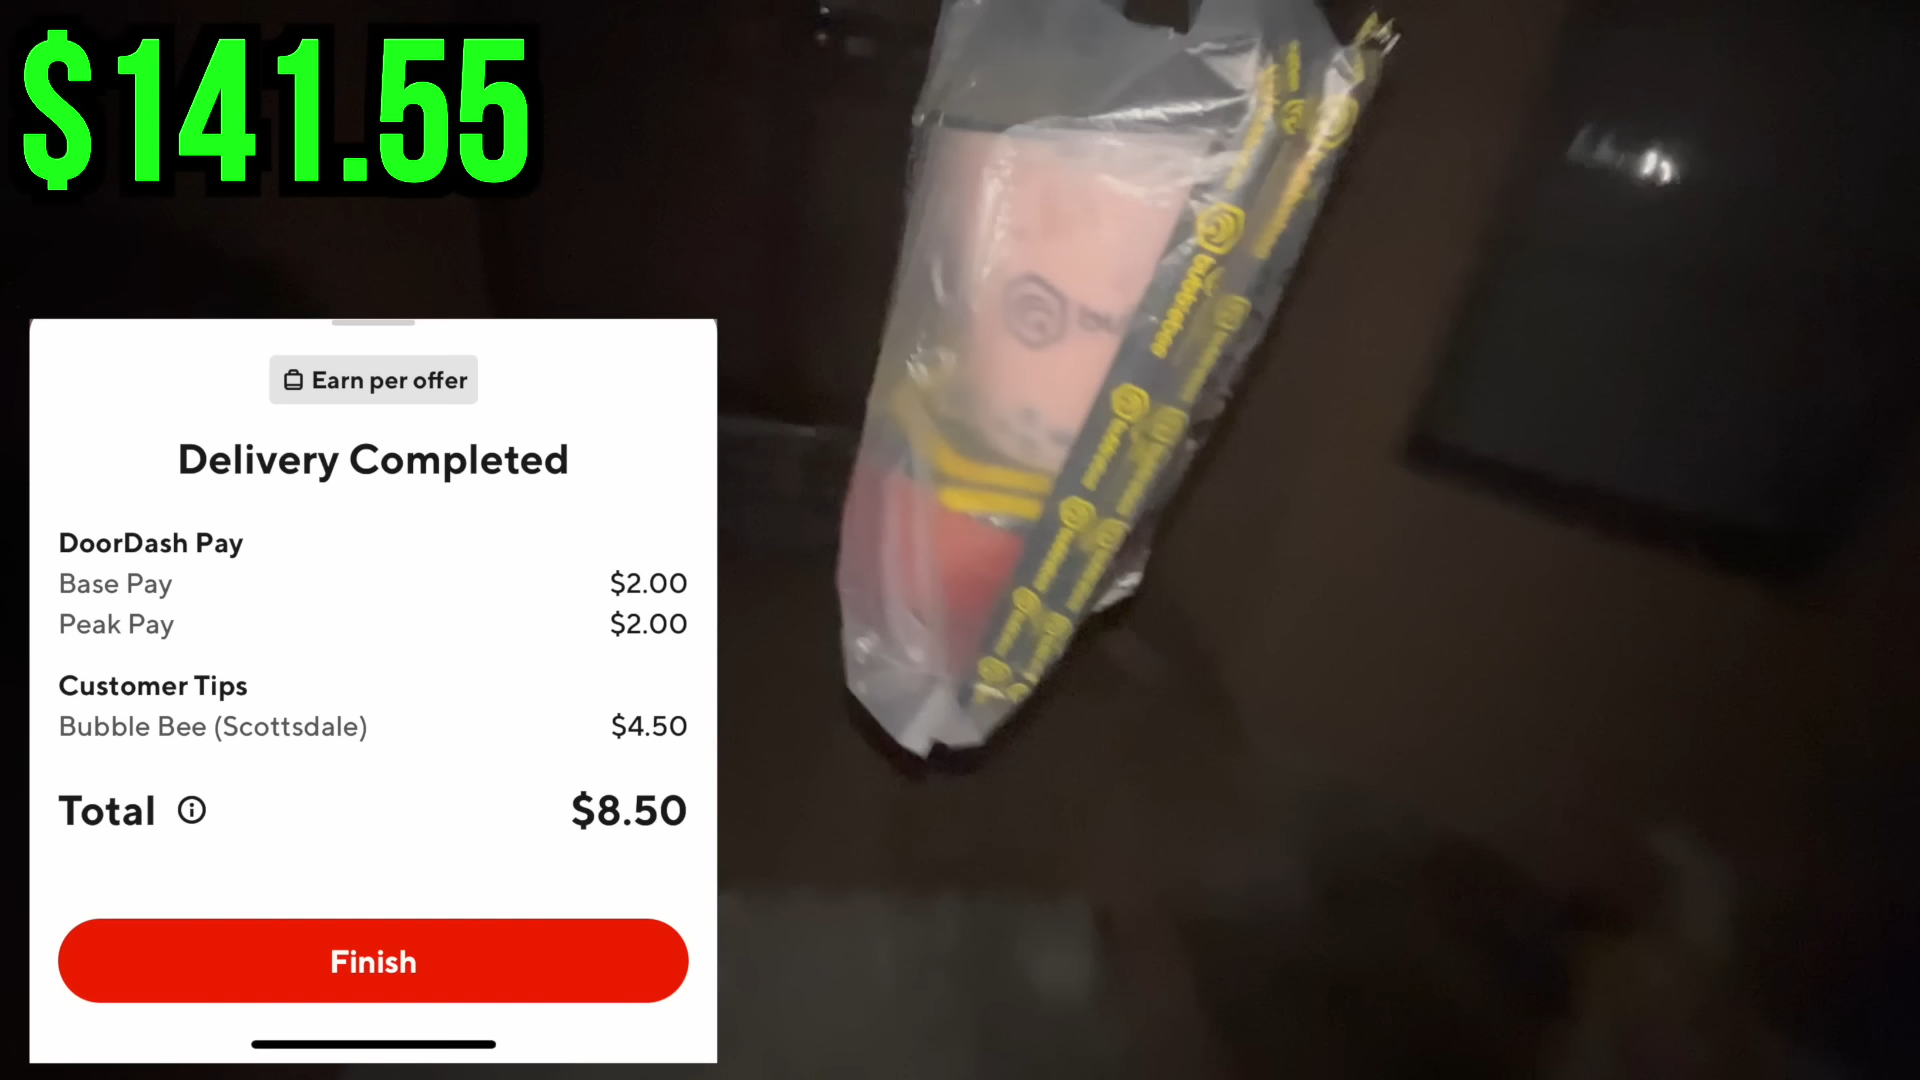 $141.55
Earn per offer
Delivery Completed
DoorDash Pay
Base Pay $2.00
Peak Pay $2.00
Customer Tips
Bubble Bee (Scottsdale) $4.50
Total $8.50
Finish
bubblebee